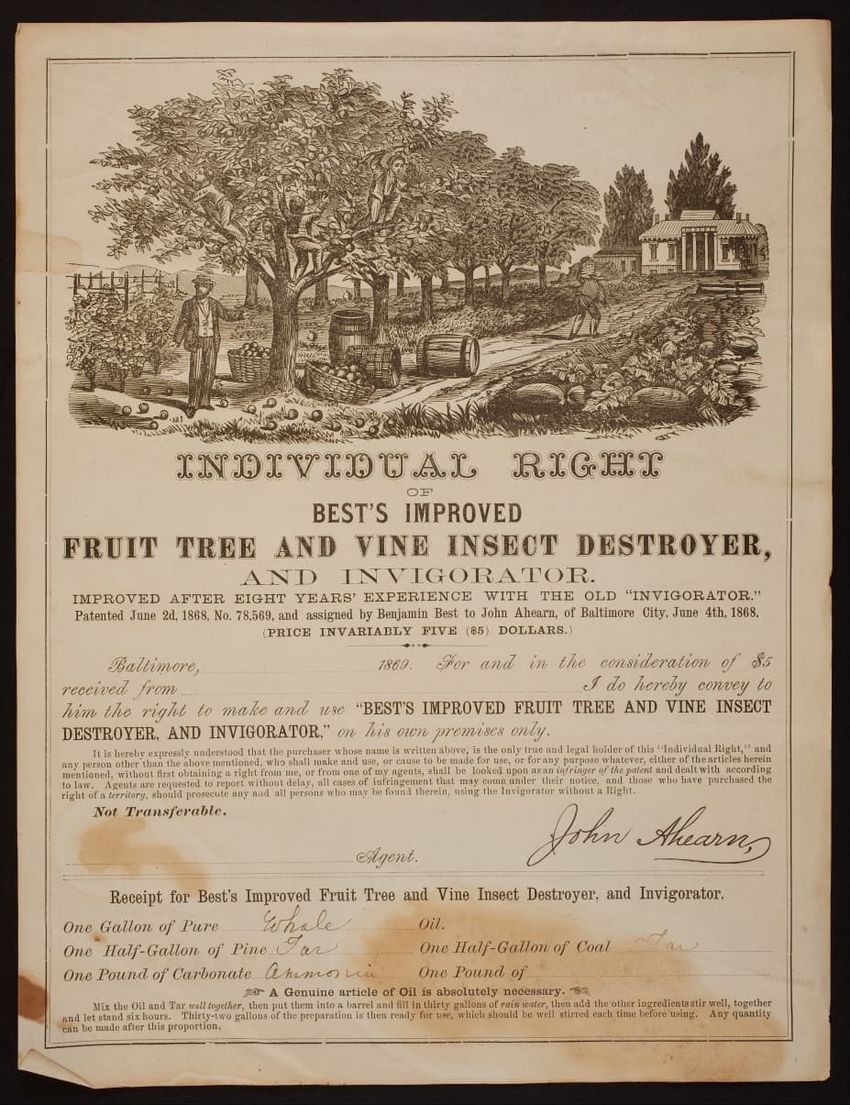 INDIVIDUAL RIGHT
OF
BEST'S IMPROVED
FRUIT TREE AND VINE INSECT DESTROYER,
AND INVIGORATOR.
IMPROVED AFTER EIGHT YEARS' EXPERIENCE WITH THE OLD "INVIGORATOR."
Patented June 2d, 1868, No. 78,569, and assigned by Benjamin Best to John Ahearn, of Baltimore City, June 4th, 1868.
(PRICE INVARIABLY FIVE ($5) DOLLARS.)
Baltimore, 1869. For and in the consideration of $5
received from I do hereby convey to
him the right to make and use "BEST'S IMPROVED FRUIT TREE AND VINE INSECT
DESTROYER, AND INVIGORATOR," on his own premises only.
It is hereby expressly understood that the purchaser whose name is written above, is the only true and legal holder of this "Individual Right," and
any person other than the above mentioned, who shall make and use, or cause to be made for use, or for any purpose whatever, either of the articles herein
mentioned, without first obtaining a right from me, or from one of my agents, shall be looked upon as an infringer of the patent and dealt with according
to law. Agents are requested to report without delay, all cases of infringement that may come under their notice, and those who have purchased the
right of a territory, should prosecute any and all persons who may be found therein, using the Invigorator without a Right.
Not Transferable.
John Ahearn
Agent.
Receipt for Best's Improved Fruit Tree and Vine Insect Destroyer, and Invigorator.
One Gallon of Pure Whale Oil.
One Half-Gallon of Pine Tar One Half-Gallon of Coal Tar
One Pound of Carbonate Ammonia One Pound of
A Genuine article of Oil is absolutely necessary.
Mix the Oil and Tar well together, then put them into a barrel and fill in thirty gallons of rain water, then add the other ingredients stir well, together
and let stand six hours. Thirty-two gallons of the preparation is then ready for use, which should be well stirred each time before using. Any quantity
can be made after this proportion.